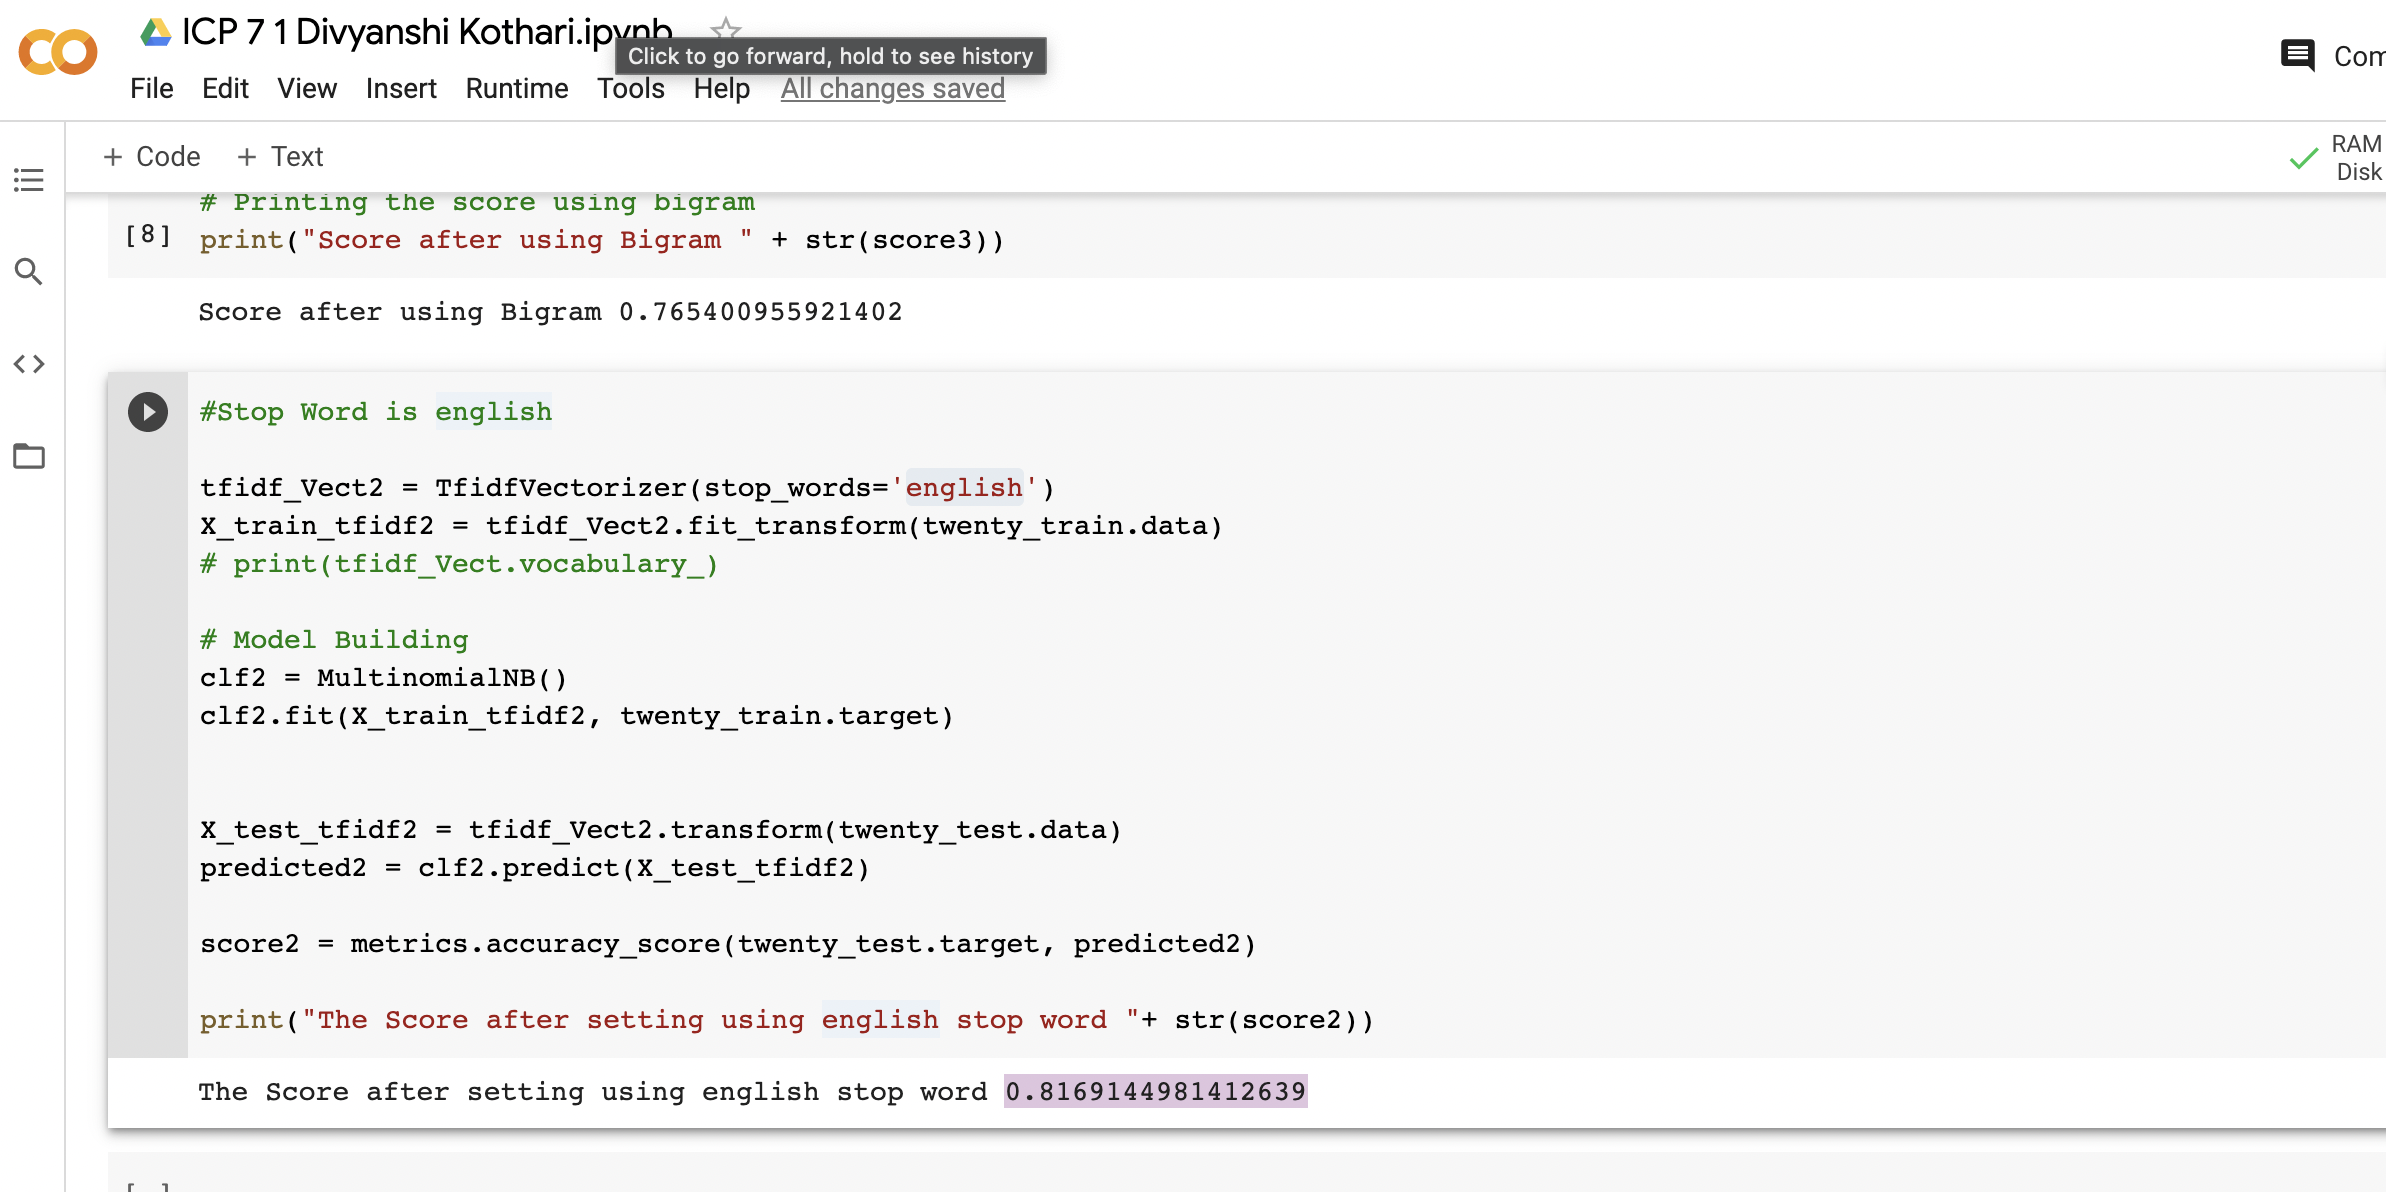 ICP 7 1 Divyanshi Kothari.ipynb
Click to go forward, hold to see history
File Edit View Insert Runtime Tools Help All changes saved
Com
+ Code + Text
RAM
Disk
# Printing the score using bigram
[8] print("Score after using Bigram " + str(score3))
Score after using Bigram 0.765400955921402
#Stop Word is english
tfidf_Vect2 = TfidfVectorizer(stop_words='english')
X_train_tfidf2 = tfidf_Vect2.fit_transform(twenty_train.data)
# print(tfidf_Vect.vocabulary_)
# Model Building
clf2 = MultinomialNB()
clf2.fit(X_train_tfidf2, twenty_train.target)
X_test_tfidf2 = tfidf_Vect2.transform(twenty_test.data)
predicted2 = clf2.predict(X_test_tfidf2)
score2 = metrics.accuracy_score(twenty_test.target, predicted2)
print("The Score after setting using english stop word "+ str(score2))
The Score after setting using english stop word 0.8169144981412639
[ ]